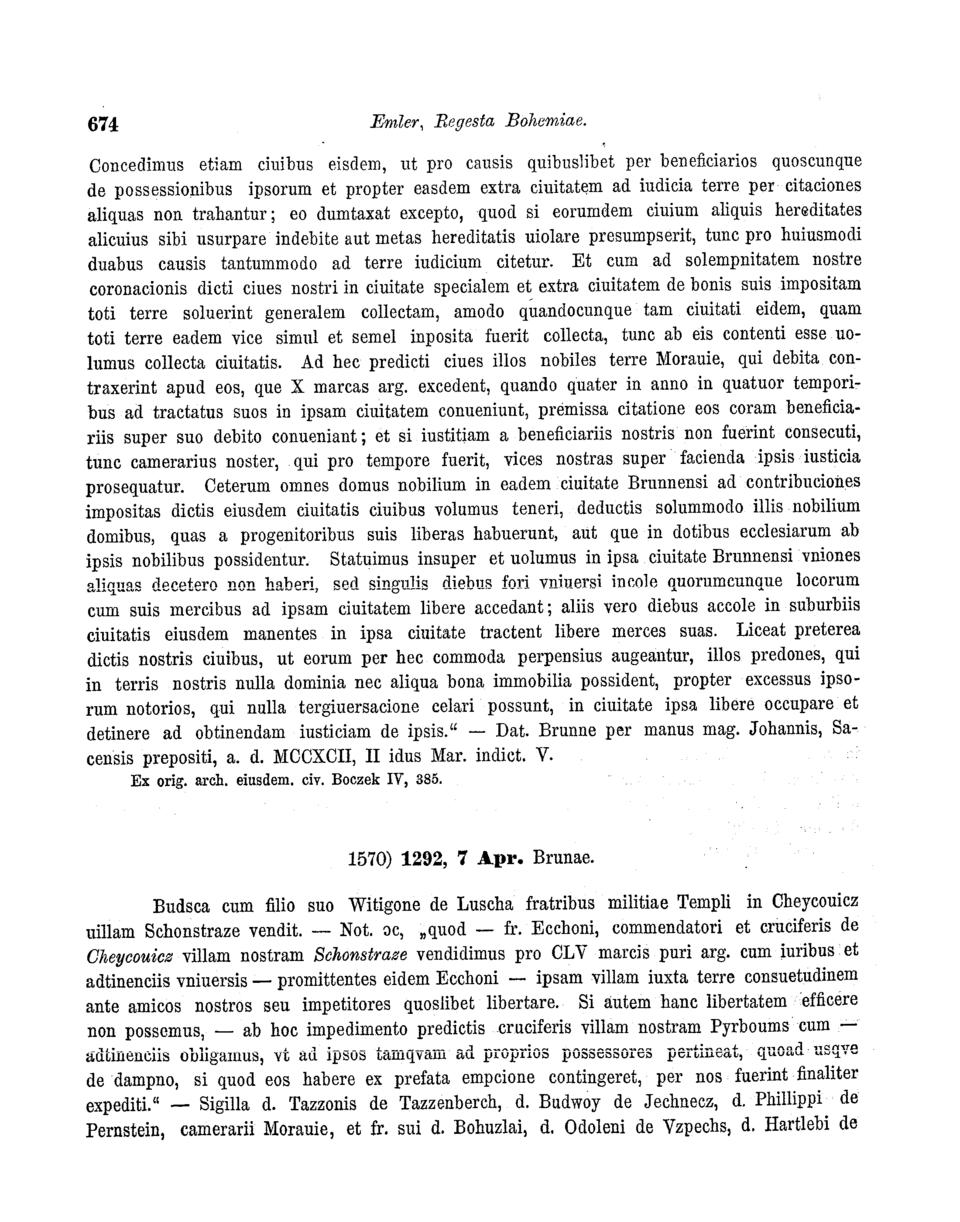 674 Emler, Regesta Bohemiae.
Concedimus etiam ciuibus eisdem, ut pro causis quibuslibet per beneficiarios quoscunque
de possessionibus ipsorum et propter easdem extra ciuitatem ad iudicia terre per citaciones
aliquas non trahantur; eo dumtaxat excepto, quod si eorumdem ciuium aliquis hereditates
alicuius sibi usurpare indebite aut metas hereditatis uiolare presumpserit, tunc pro huiusmodi
duabus causis tantummodo ad terre iudicium citetur. Et cum ad solempnitatem nostre
coronacionis dicti ciues nostri in ciuitate specialem et extra ciuitatem de bonis suis impositam
toti terre soluerint generalem collectam, amodo quandocunque tam ciuitati eidem, quam
toti terre eadem vice simul et semel inposita fuerit collecta, tunc ab eis contenti esse uo-
lumus collecta ciuitatis. Ad hec predicti ciues illos nobiles terre Morauie, qui debita con-
traxerint apud eos, que X marcas arg. excedent, quando quater in anno in quatuor tempori-
bus ad tractatus suos in ipsam ciuitatem conueniunt, premissa citatione eos coram beneficia-
riis super suo debito conueniant; et si iustitiam a beneficiariis nostris non fuerint consecuti,
tunc camerarius noster, qui pro tempore fuerit, vices nostras super facienda ipsis iusticia
prosequatur. Ceterum omnes domus nobilium in eadem ciuitate Brunnensi ad contribuciones
impositas dictis eiusdem ciuitatis ciuibus volumus teneri, deductis solummodo illis nobilium
domibus, quas a progenitoribus suis liberas habuerunt, aut que in dotibus ecclesiarum ab
ipsis nobilibus possidentur. Statuimus insuper et uolumus in ipsa ciuitate Brunnensi vniones
aliquas decetero non haberi, sed singulis diebus fori vniuersi incole quorumcunque locorum
cum suis mercibus ad ipsam ciuitatem libere accedant; aliis vero diebus accole in suburbiis
ciuitatis eiusdem manentes in ipsa ciuitate tractent libere merces suas. Liceat preterea
dictis nostris ciuibus, ut eorum per hec commoda perpensius augeantur, illos predones, qui
in terris nostris nulla dominia nec aliqua bona immobilia possident, propter excessus ipso-
rum notorios, qui nulla tergiuersacione celari possunt, in ciuitate ipsa libere occupare et
detinere ad obtinendam iusticiam de ipsis.“ — Dat. Brunne per manus mag. Johannis, Sa-
censis prepositi, a. d. MCCXCII, II idus Mar. indict. V.
Ex orig. arch. eiusdem. civ. Boczek IV, 385.
1570) 1292, 7 Apr. Brunae.
Budsca cum filio suo Witigone de Luscha fratribus militiae Templi in Cheycouicz
uillam Schonstraze vendit. — Not. ɔc, „quod — fr. Ecchoni, commendatori et cruciferis de
Cheycouicz villam nostram Schonstraze vendidimus pro CLV marcis puri arg. cum iuribus et
adtinenciis vniuersis — promittentes eidem Ecchoni — ipsam villam iuxta terre consuetudinem
ante amicos nostros seu impetitores quoslibet libertare. Si autem hanc libertatem efficere
non possemus, — ab hoc impedimento predictis cruciferis villam nostram Pyrboums cum —
adtinenciis obligamus, vt ad ipsos tamqvam ad proprios possessores pertineat, quoad usqve
de dampno, si quod eos habere ex prefata empcione contingeret, per nos fuerint finaliter
expediti.“ — Sigilla d. Tazzonis de Tazzenberch, d. Budwoy de Jechnecz, d. Phillippi de
Pernstein, camerarii Morauie, et fr. sui d. Bohuzlai, d. Odoleni de Vzpechs, d. Hartlebi de